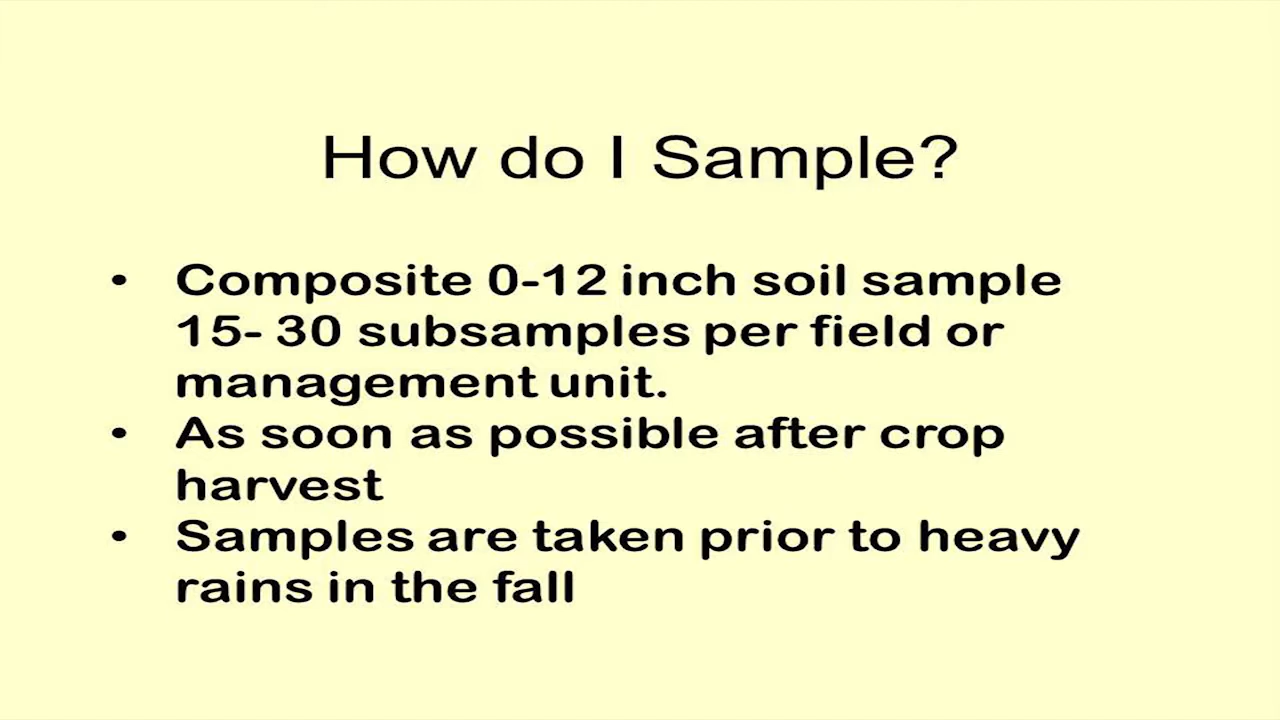 How do I Sample?
• Composite 0-12 inch soil sample
15- 30 subsamples per field or
management unit.
• As soon as possible after crop
harvest
• Samples are taken prior to heavy
rains in the fall